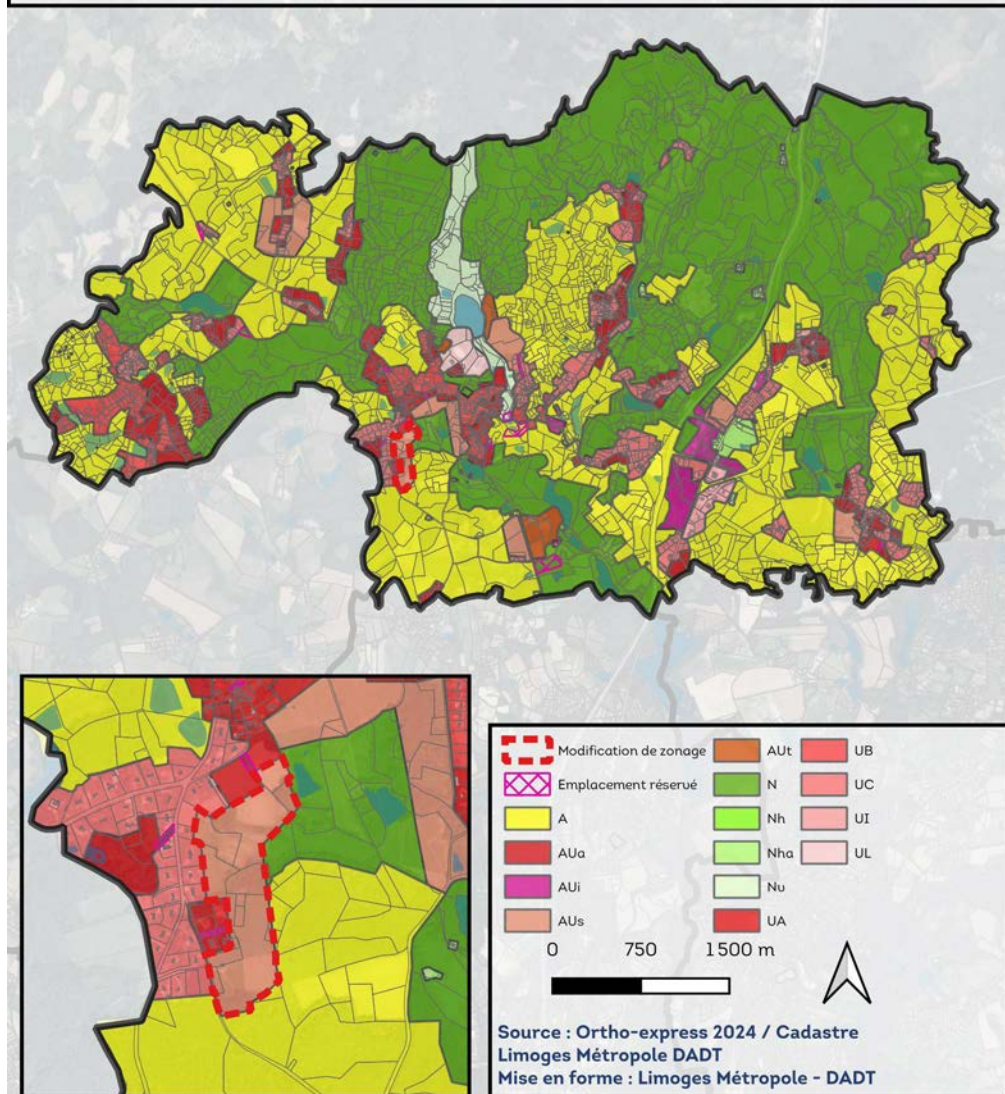 Modification de zonage
Emplacement réservé
A
AUa
AUi
AUs
AUt
N
Nh
Nha
Nu
UA
UB
UC
UI
UL
0 750 1500 m
Source : Ortho-express 2024 / Cadastre
Limoges Métropole DADT
Mise en forme : Limoges Métropole - DADT